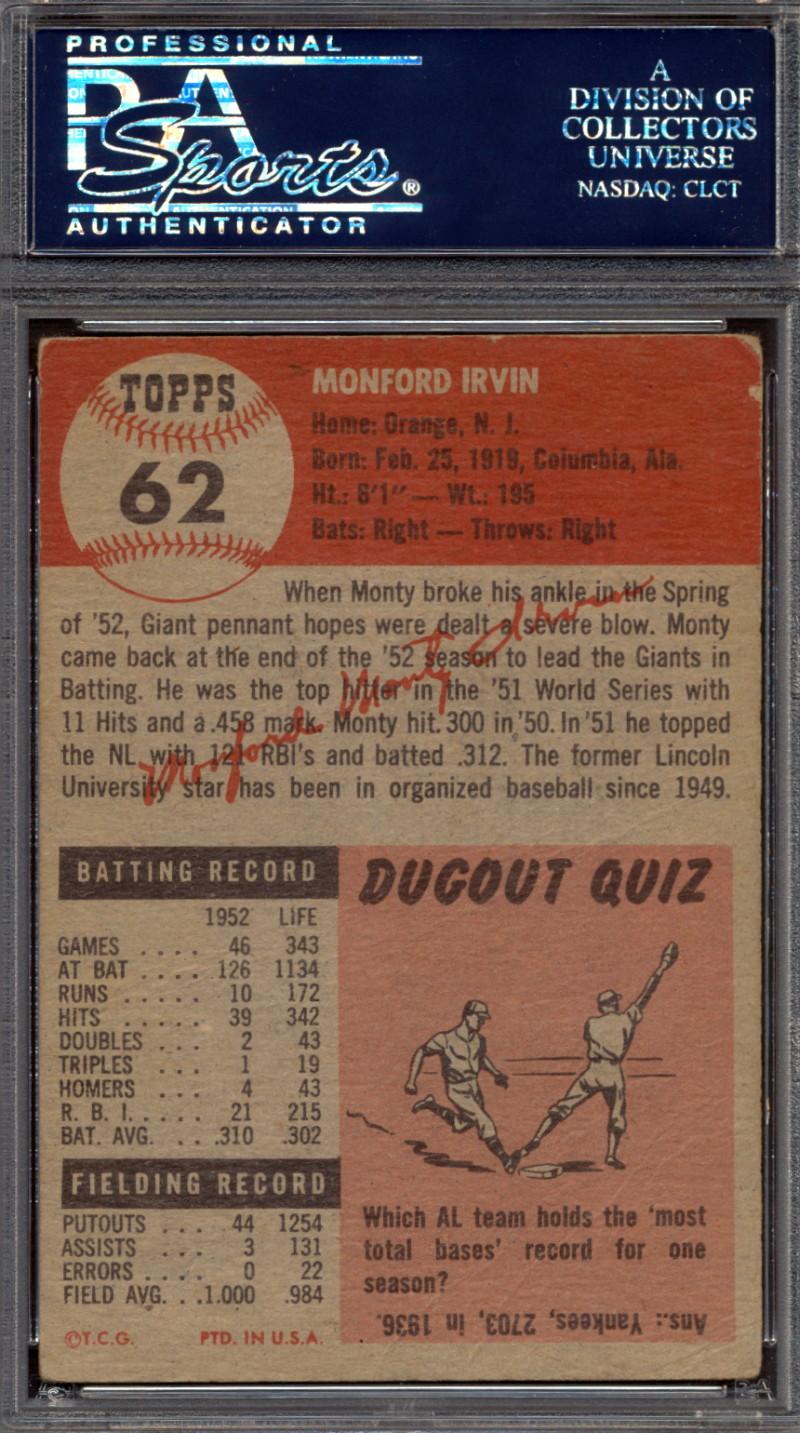 PROFESSIONAL
PSA Sports®
AUTHENTICATOR
A
DIVISION OF
COLLECTORS
UNIVERSE
NASDAQ: CLCT
TOPPS
62
MONFORD IRVIN
Home: Orange, N. J.
Born: Feb. 25, 1919, Columbia, Ala.
Ht.: 6'1" — Wt.: 195
Bats: Right — Throws: Right
When Monty broke his ankle in the Spring
of '52, Giant pennant hopes were dealt a severe blow. Monty
came back at the end of the '52 season to lead the Giants in
Batting. He was the top hitter in the '51 World Series with
11 Hits and a .458 mark. Monty hit .300 in '50. In '51 he topped
the NL with 121 RBI's and batted .312. The former Lincoln
University star has been in organized baseball since 1949.
Monford Monty Irvin
BATTING RECORD
1952 LIFE
GAMES .... 46 343
AT BAT .... 126 1134
RUNS ..... 10 172
HITS ..... 39 342
DOUBLES ... 2 43
TRIPLES ... 1 19
HOMERS ... 4 43
R. B. I. .... 21 215
BAT. AVG. ... .310 .302
FIELDING RECORD
PUTOUTS ... 44 1254
ASSISTS ... 3 131
ERRORS .... 0 22
FIELD AVG. .. 1.000 .984
©T.C.G. PTD. IN U.S.A.
DUGOUT QUIZ
Which AL team holds the 'most
total bases' record for one
season?
Ans.: Yankees, 2703, in 1936.